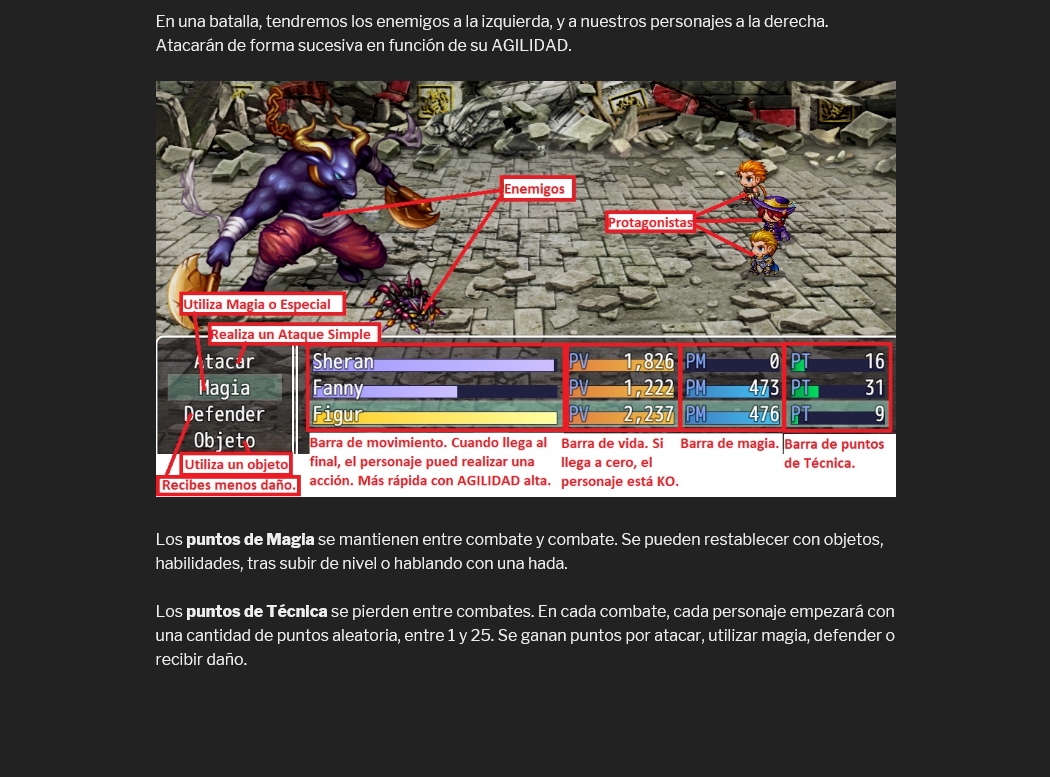 En una batalla, tendremos los enemigos a la izquierda, y a nuestros personajes a la derecha.
Atacarán de forma sucesiva en función de su AGILIDAD.
Enemigos
Protagonistas
Utiliza Magia o Especial
Realiza un Ataque Simple
Atacar
Magia
Defender
Objeto
Utiliza un objeto
Recibes menos daño.
Sheran PV 1,826 PM 0 PT 16
Fanny PV 1,222 PM 473 PT 31
Figur PV 2,237 PM 476 PT 9
Barra de movimiento. Cuando llega al
final, el personaje pued realizar una
acción. Más rápida con AGILIDAD alta.
Barra de vida. Si
llega a cero, el
personaje está KO.
Barra de magia.
Barra de puntos
de Técnica.
Los puntos de Magia se mantienen entre combate y combate. Se pueden restablecer con objetos,
habilidades, tras subir de nivel o hablando con una hada.
Los puntos de Técnica se pierden entre combates. En cada combate, cada personaje empezará con
una cantidad de puntos aleatoria, entre 1 y 25. Se ganan puntos por atacar, utilizar magia, defender o
recibir daño.